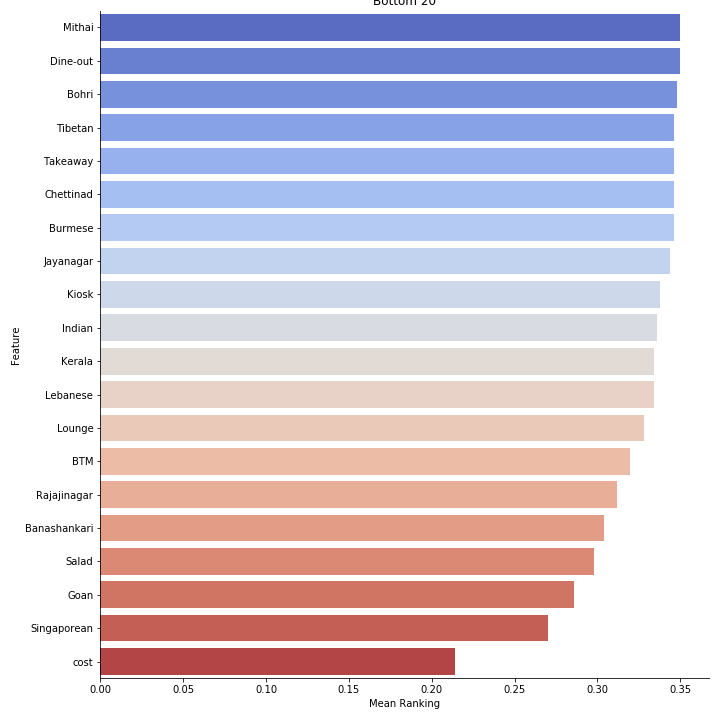 Bottom 20
Mithai
Dine-out
Bohri
Tibetan
Takeaway
Chettinad
Burmese
Jayanagar
Kiosk
Indian
Kerala
Lebanese
Lounge
BTM
Rajajinagar
Banashankari
Salad
Goan
Singaporean
cost
Feature
0.00 0.05 0.10 0.15 0.20 0.25 0.30 0.35
Mean Ranking